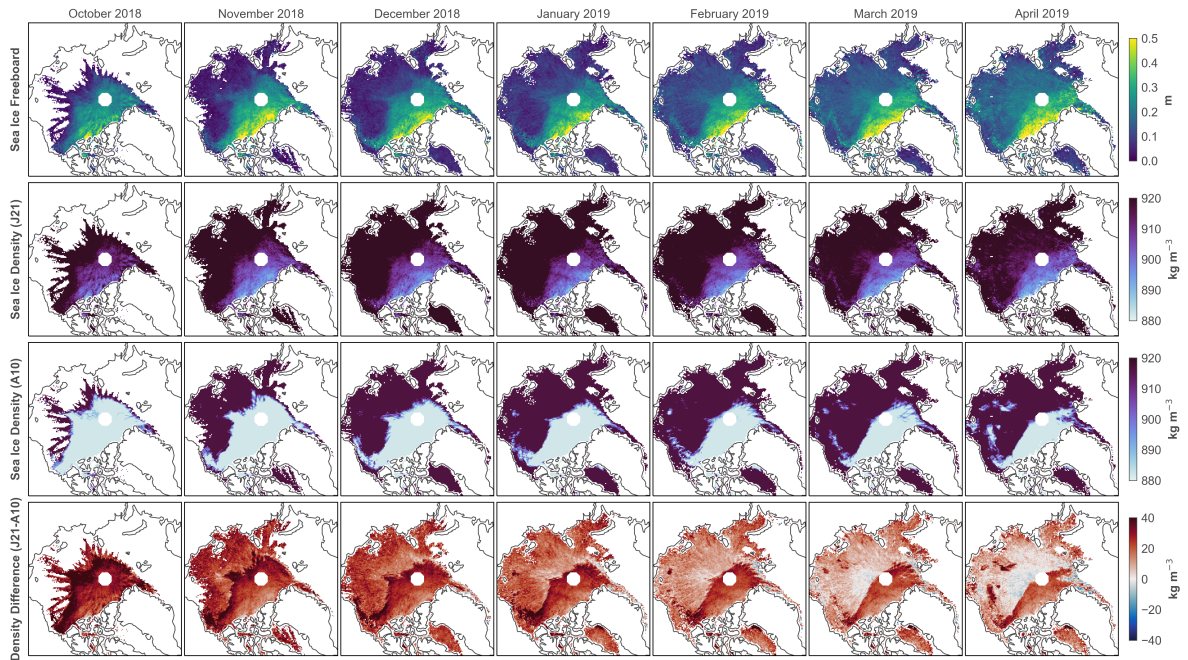 October 2018
November 2018
December 2018
January 2019
February 2019
March 2019
April 2019
Sea Ice Freeboard
0.5
0.4
0.3
0.2
0.1
0.0
m
Sea Ice Density (J21)
920
910
900
890
880
kg m⁻³
Sea Ice Density (A10)
920
910
900
890
880
kg m⁻³
Density Difference (J21-A10)
40
20
0
−20
−40
kg m⁻³